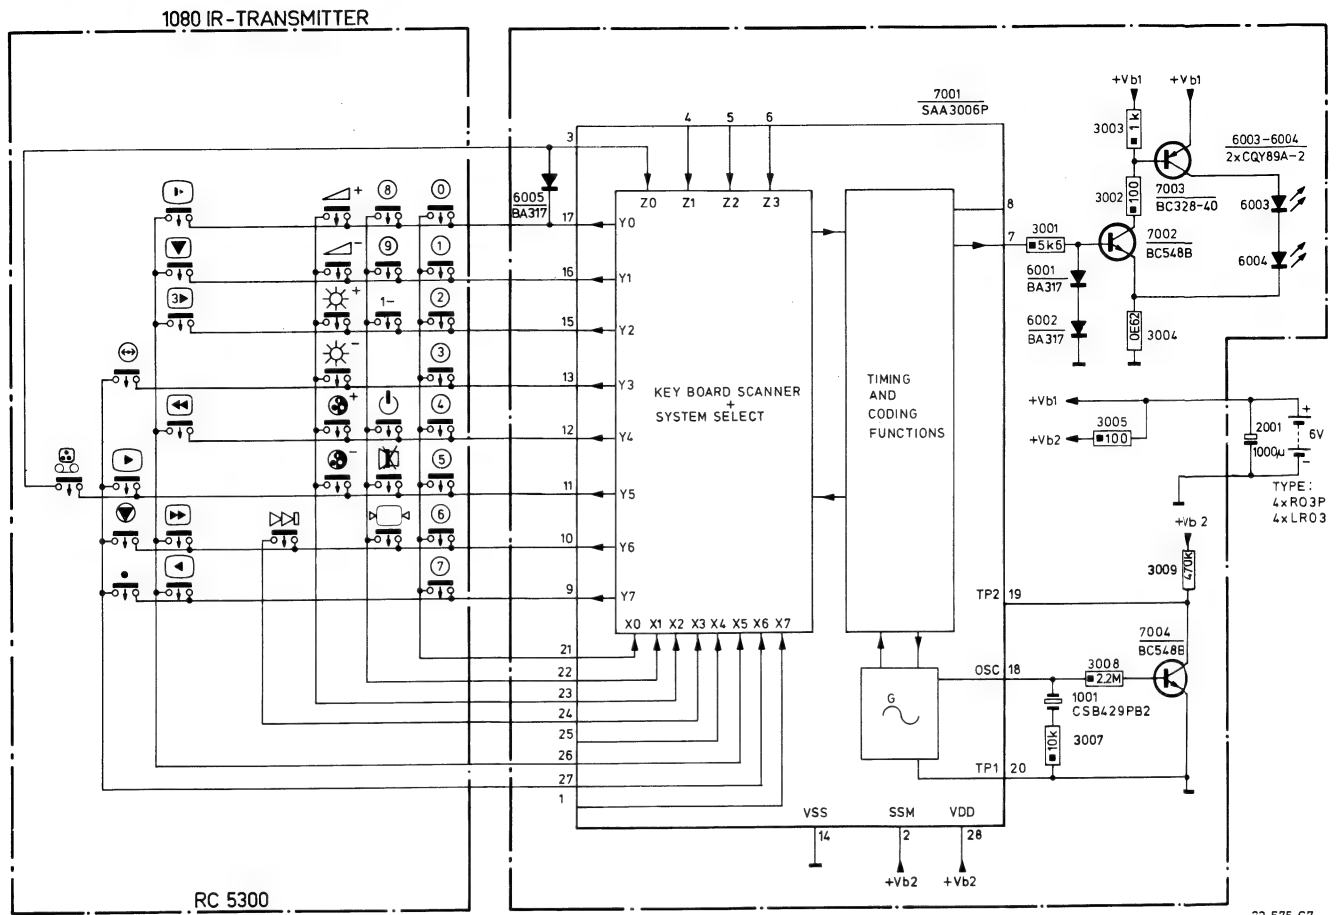 1080 IR-TRANSMITTER
7001
SAA3006P
3
4
5
6
+Vb1
+Vb1
3003
1k
6003-6004
2xCQY89A-2
6005
BA317
Z0
Z1
Z2
Z3
3002
100
7003
BC328-40
6003
+
8
0
17
Y0
8
3001
5k6
7
7002
BC548B
6004
-
9
1
16
Y1
6001
BA317
3▶
+
1-
2
15
Y2
6002
BA317
0E62
3004
-
3
13
Y3
KEY BOARD SCANNER
+
SYSTEM SELECT
TIMING
AND
CODING
FUNCTIONS
+
4
12
Y4
+Vb1
3005
100
+Vb2
2001
1000µ
+
6V
-
-
5
11
Y5
TYPE:
4xR03P
4xLR03
6
10
Y6
+Vb2
3009
470k
7
9
Y7
TP2
19
X0
X1
X2
X3
X4
X5
X6
X7
7004
BC548B
21
22
23
24
25
26
27
1
G
OSC
18
3008
2.2M
1001
CSB429PB2
10k
3007
TP1
20
VSS
SSM
VDD
14
2
28
+Vb2
+Vb2
RC 5300